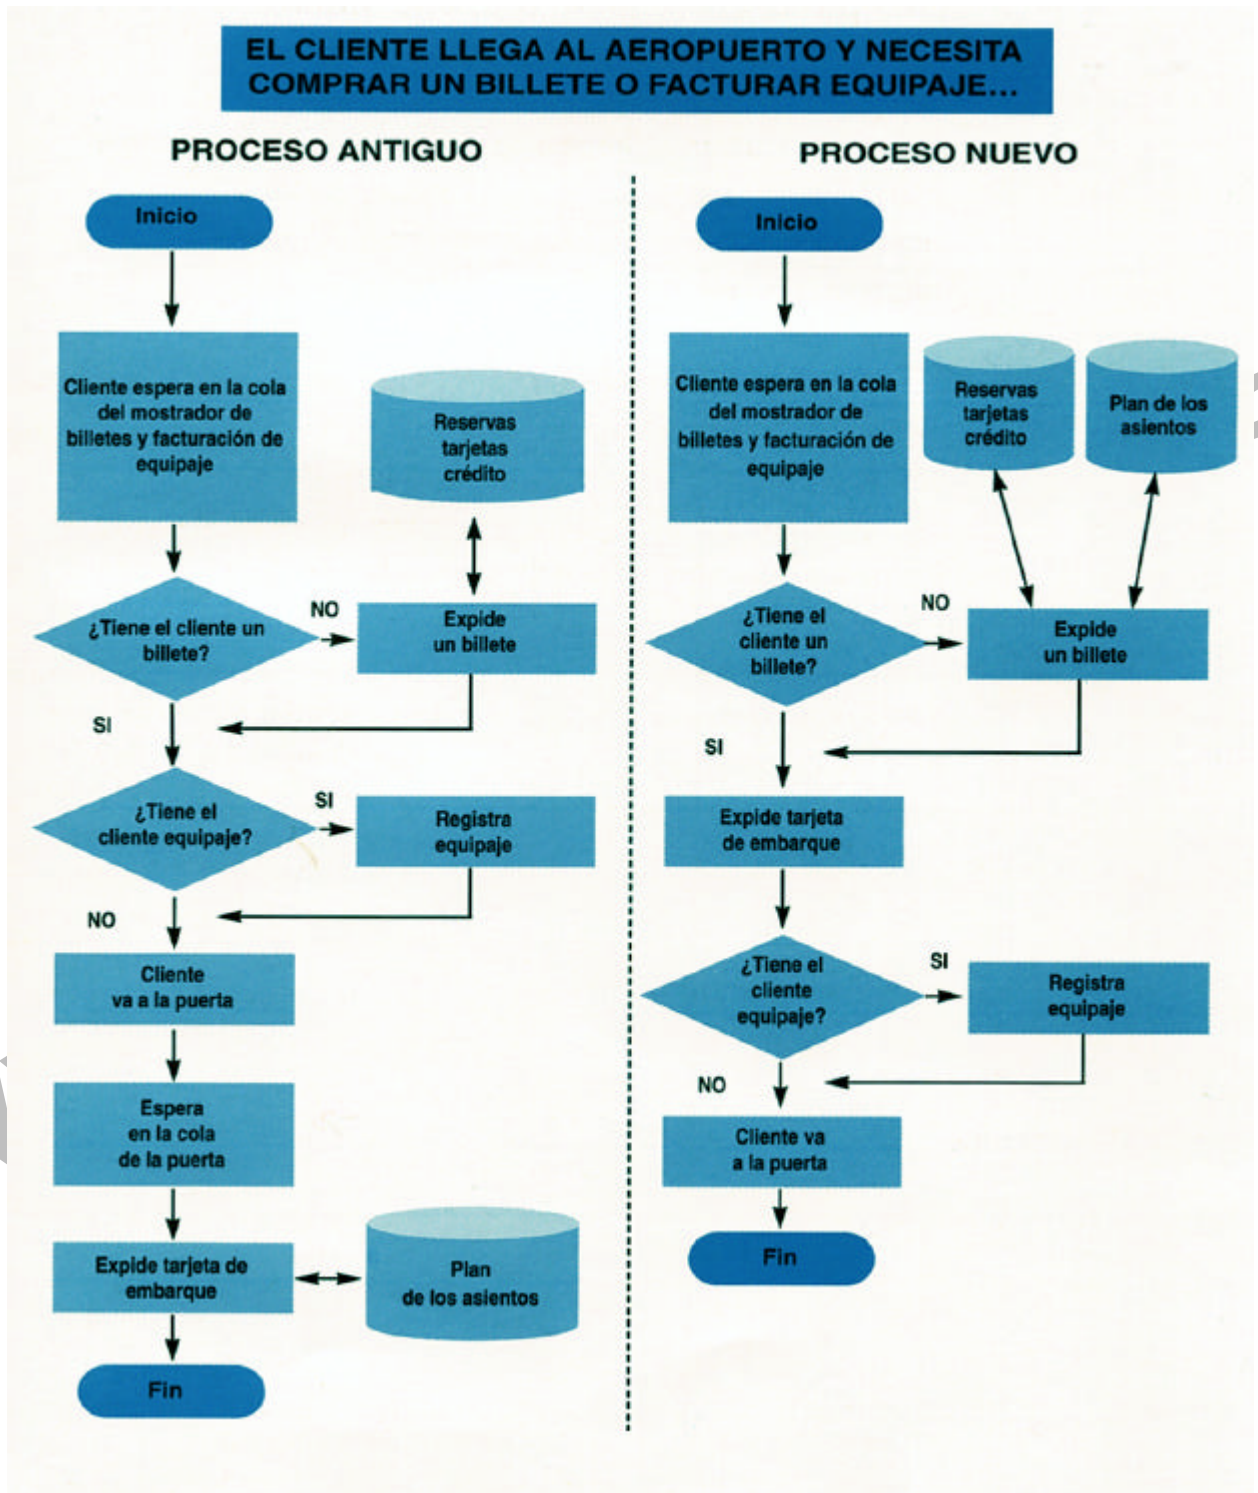 EL CLIENTE LLEGA AL AEROPUERTO Y NECESITA
COMPRAR UN BILLETE O FACTURAR EQUIPAJE...
PROCESO ANTIGUO
Inicio
Cliente espera en la cola
del mostrador de
billetes y facturación de
equipaje
Reservas
tarjetas
crédito
¿Tiene el cliente un
billete?
NO
Expide
un billete
SI
¿Tiene el
cliente equipaje?
SI
Registra
equipaje
NO
Cliente
va a la puerta
Espera
en la cola
de la puerta
Expide tarjeta de
embarque
Plan
de los asientos
Fin
PROCESO NUEVO
Inicio
Cliente espera en la cola
del mostrador de
billetes y facturación de
equipaje
Reservas
tarjetas
crédito
Plan de los
asientos
¿Tiene el
cliente un
billete?
NO
Expide
un billete
SI
Expide tarjeta
de embarque
¿Tiene el
cliente
equipaje?
SI
Registra
equipaje
NO
Cliente va
a la puerta
Fin